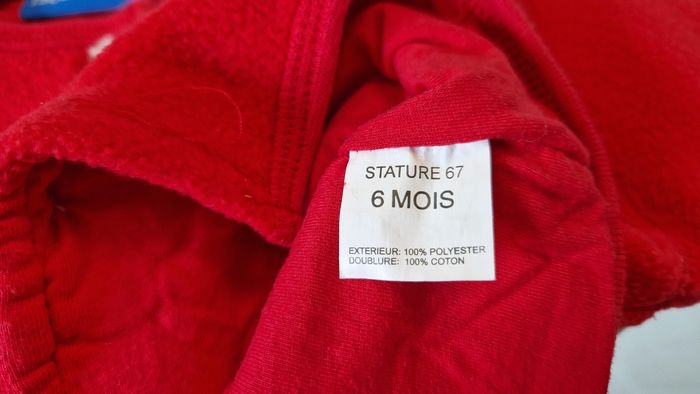 STATURE 67
6 MOIS
EXTERIEUR: 100% POLYESTER
DOUBLURE: 100% COTON